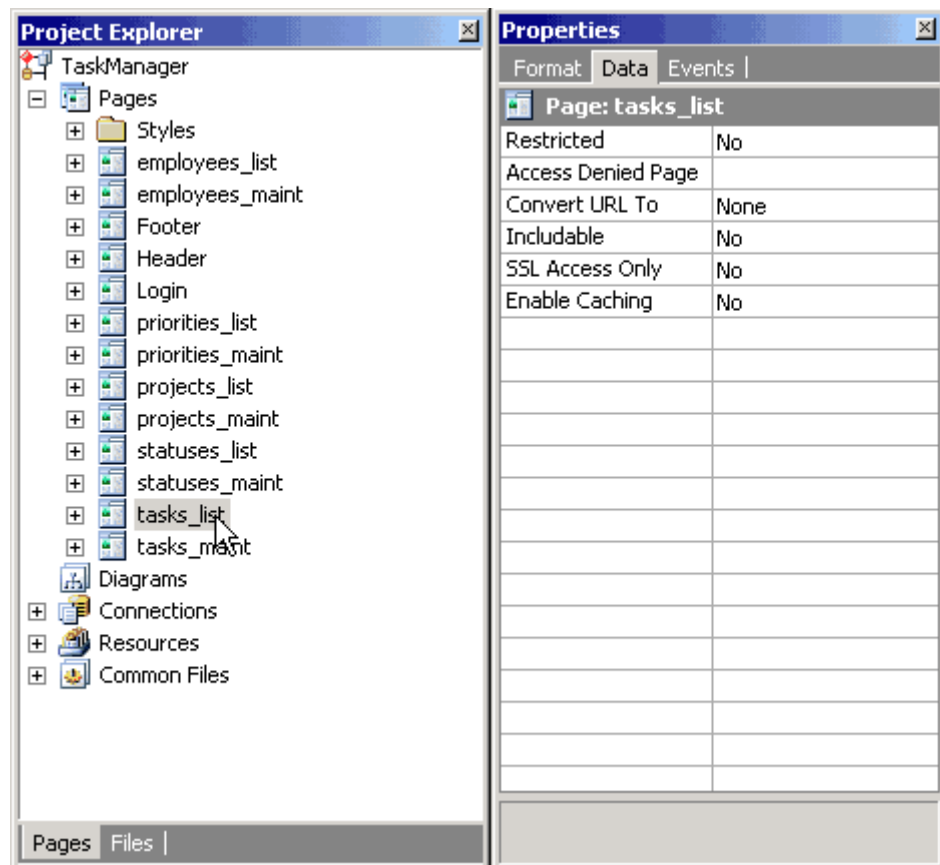 Project Explorer
TaskManager
Pages
Styles
employees_list
employees_maint
Footer
Header
Login
priorities_list
priorities_maint
projects_list
projects_maint
statuses_list
statuses_maint
tasks_list
tasks_maint
Diagrams
Connections
Resources
Common Files
Pages Files
Properties
Format Data Events
Page: tasks_list
Restricted No
Access Denied Page
Convert URL To None
Includable No
SSL Access Only No
Enable Caching No